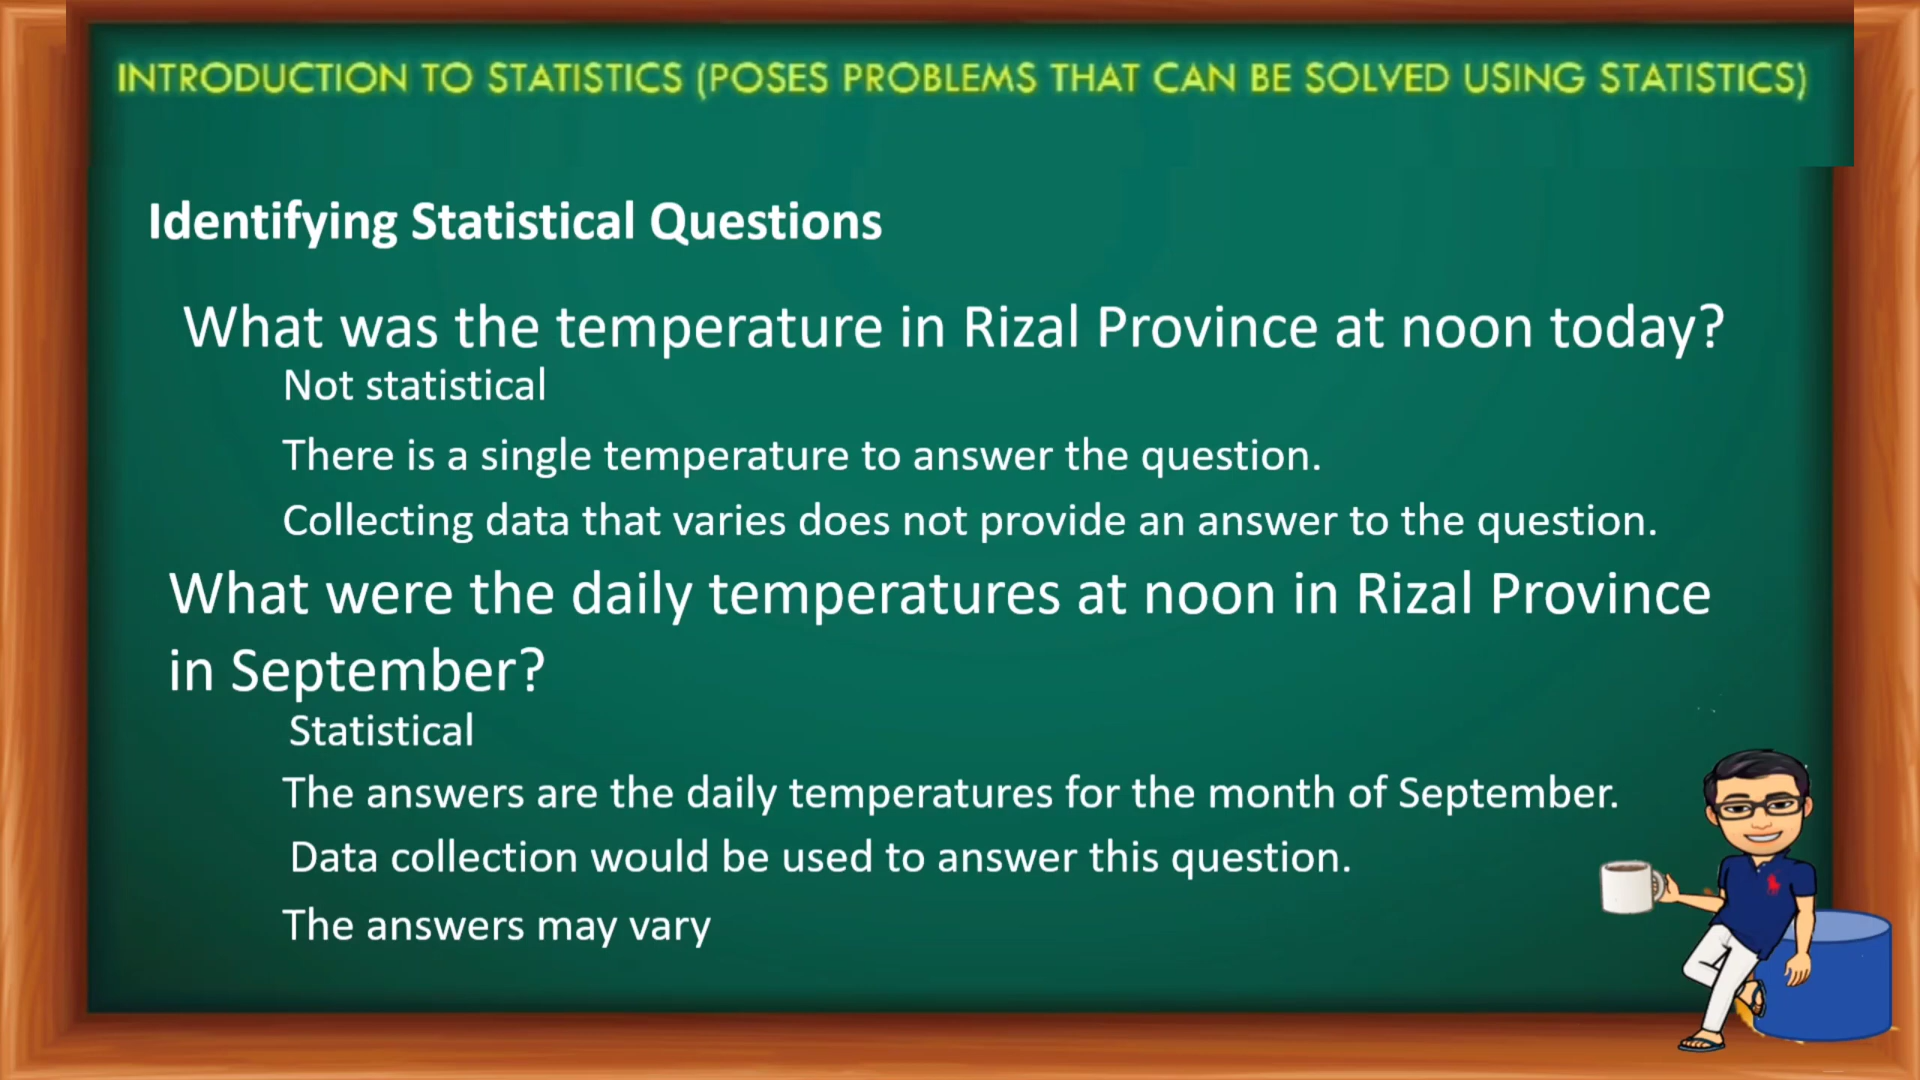 INTRODUCTION TO STATISTICS (POSES PROBLEMS THAT CAN BE SOLVED USING STATISTICS)
Identifying Statistical Questions
What was the temperature in Rizal Province at noon today?
Not statistical
There is a single temperature to answer the question.
Collecting data that varies does not provide an answer to the question.
What were the daily temperatures at noon in Rizal Province
in September?
Statistical
The answers are the daily temperatures for the month of September.
Data collection would be used to answer this question.
The answers may vary